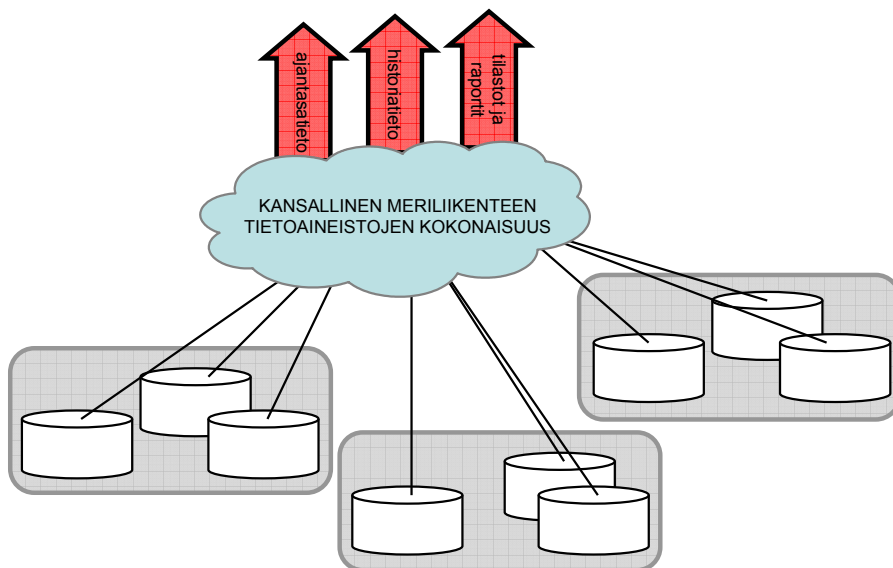 ajantasatieto
historiatieto
tilastot ja
raportit
KANSALLINEN MERILIIKENTEEN
TIETOAINEISTOJEN KOKONAISUUS